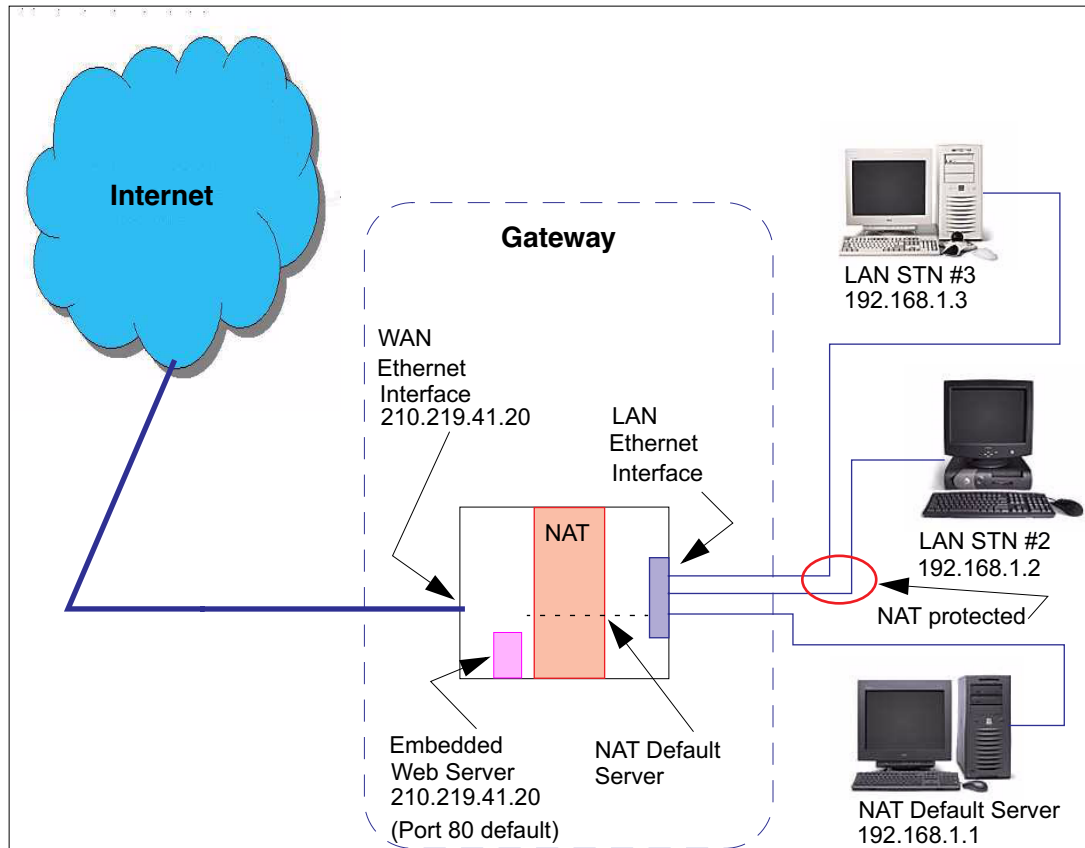 Internet
Gateway
WAN
Ethernet
Interface
210.219.41.20
LAN
Ethernet
Interface
NAT
LAN STN #3
192.168.1.3
LAN STN #2
192.168.1.2
NAT protected
Embedded
Web Server
210.219.41.20
(Port 80 default)
NAT Default
Server
NAT Default Server
192.168.1.1